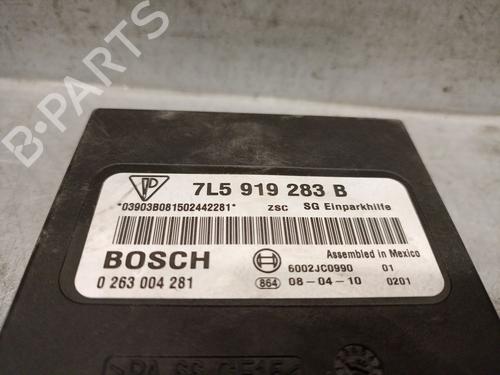 B-PARTS
7L5 919 283 B
*03903B081502442281* ZSC SG Einparkhilfe
Assembled in Mexico
BOSCH 6002JC0990 01
0 263 004 281 864 08-04-10 0201